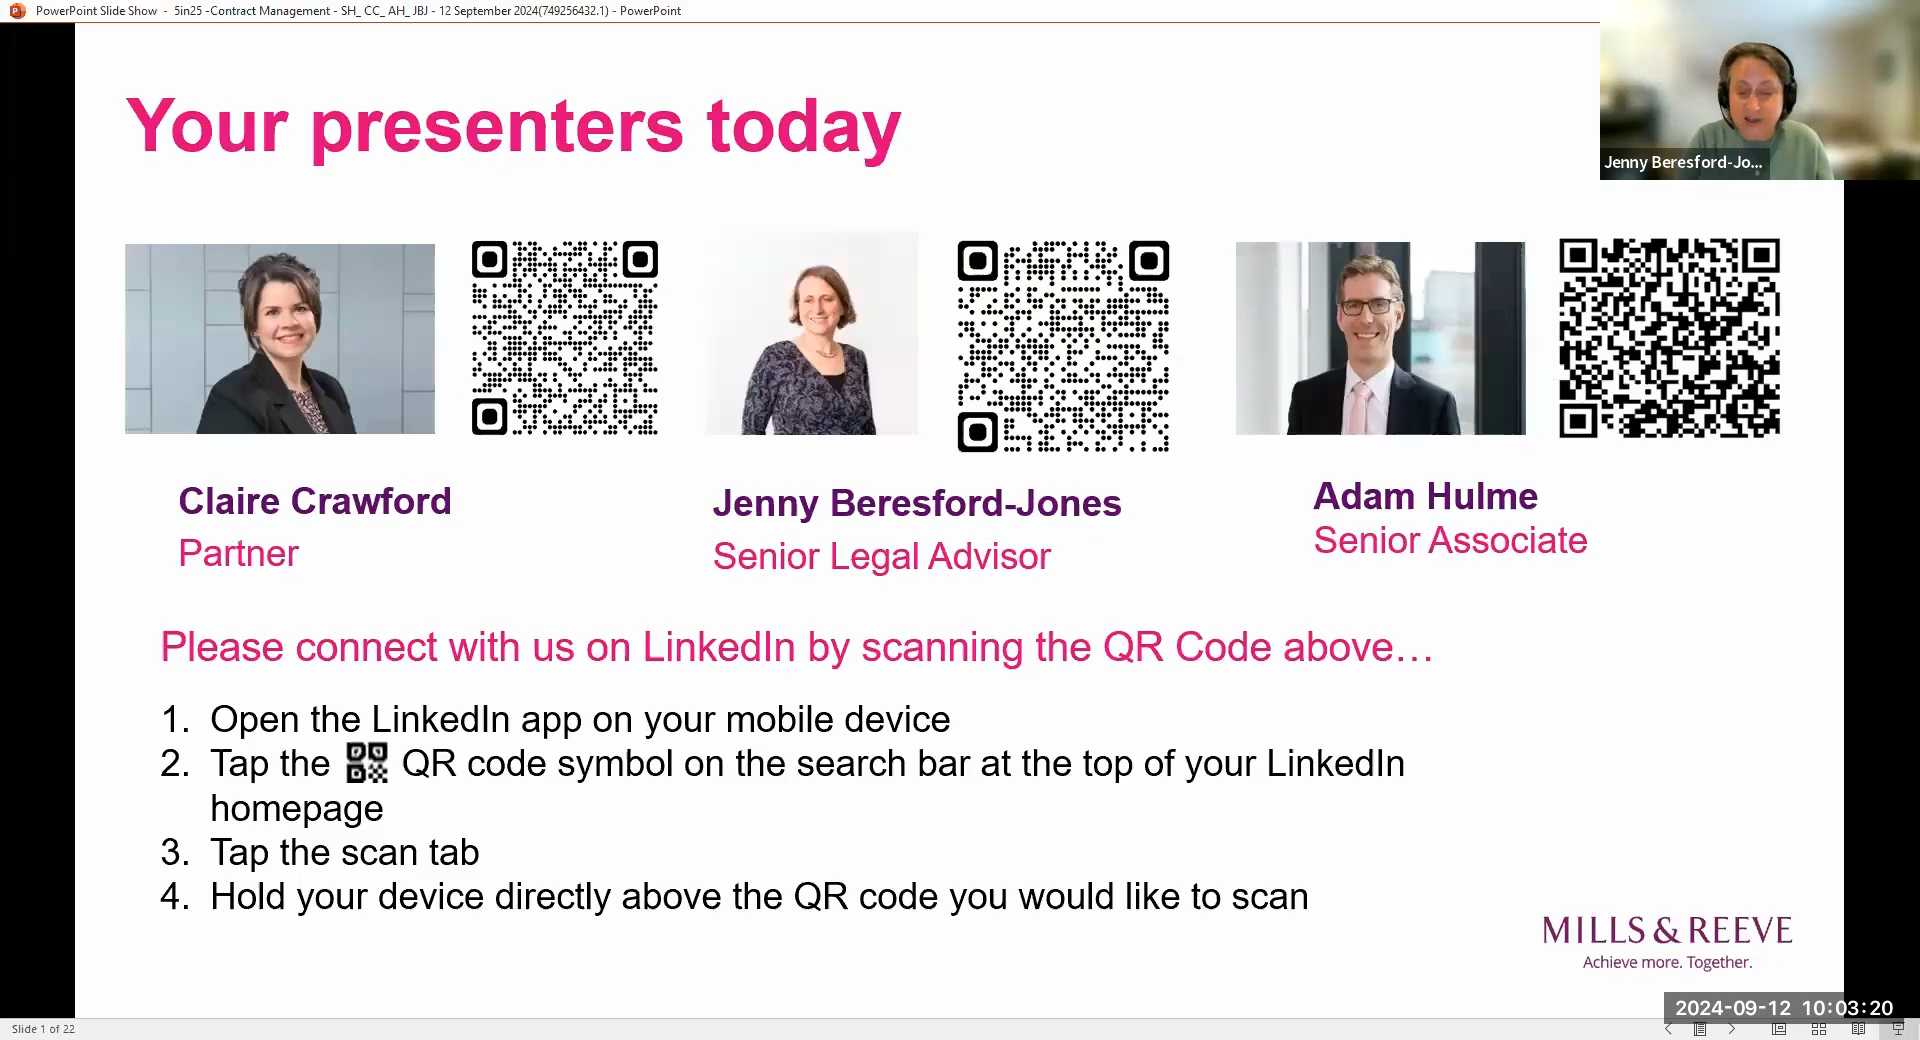 PowerPoint Slide Show - 5in25 -Contract Management - SH_ CC_ AH_ JBJ - 12 September 2024(749256432.1) - PowerPoint
Your presenters today
Jenny Beresford-Jo...
Claire Crawford
Partner
Jenny Beresford-Jones
Senior Legal Advisor
Adam Hulme
Senior Associate
Please connect with us on LinkedIn by scanning the QR Code above…
1. Open the LinkedIn app on your mobile device
2. Tap the QR code symbol on the search bar at the top of your LinkedIn
homepage
3. Tap the scan tab
4. Hold your device directly above the QR code you would like to scan
MILLS & REEVE
Achieve more. Together.
2024-09-12 10:03:20
Slide 1 of 22